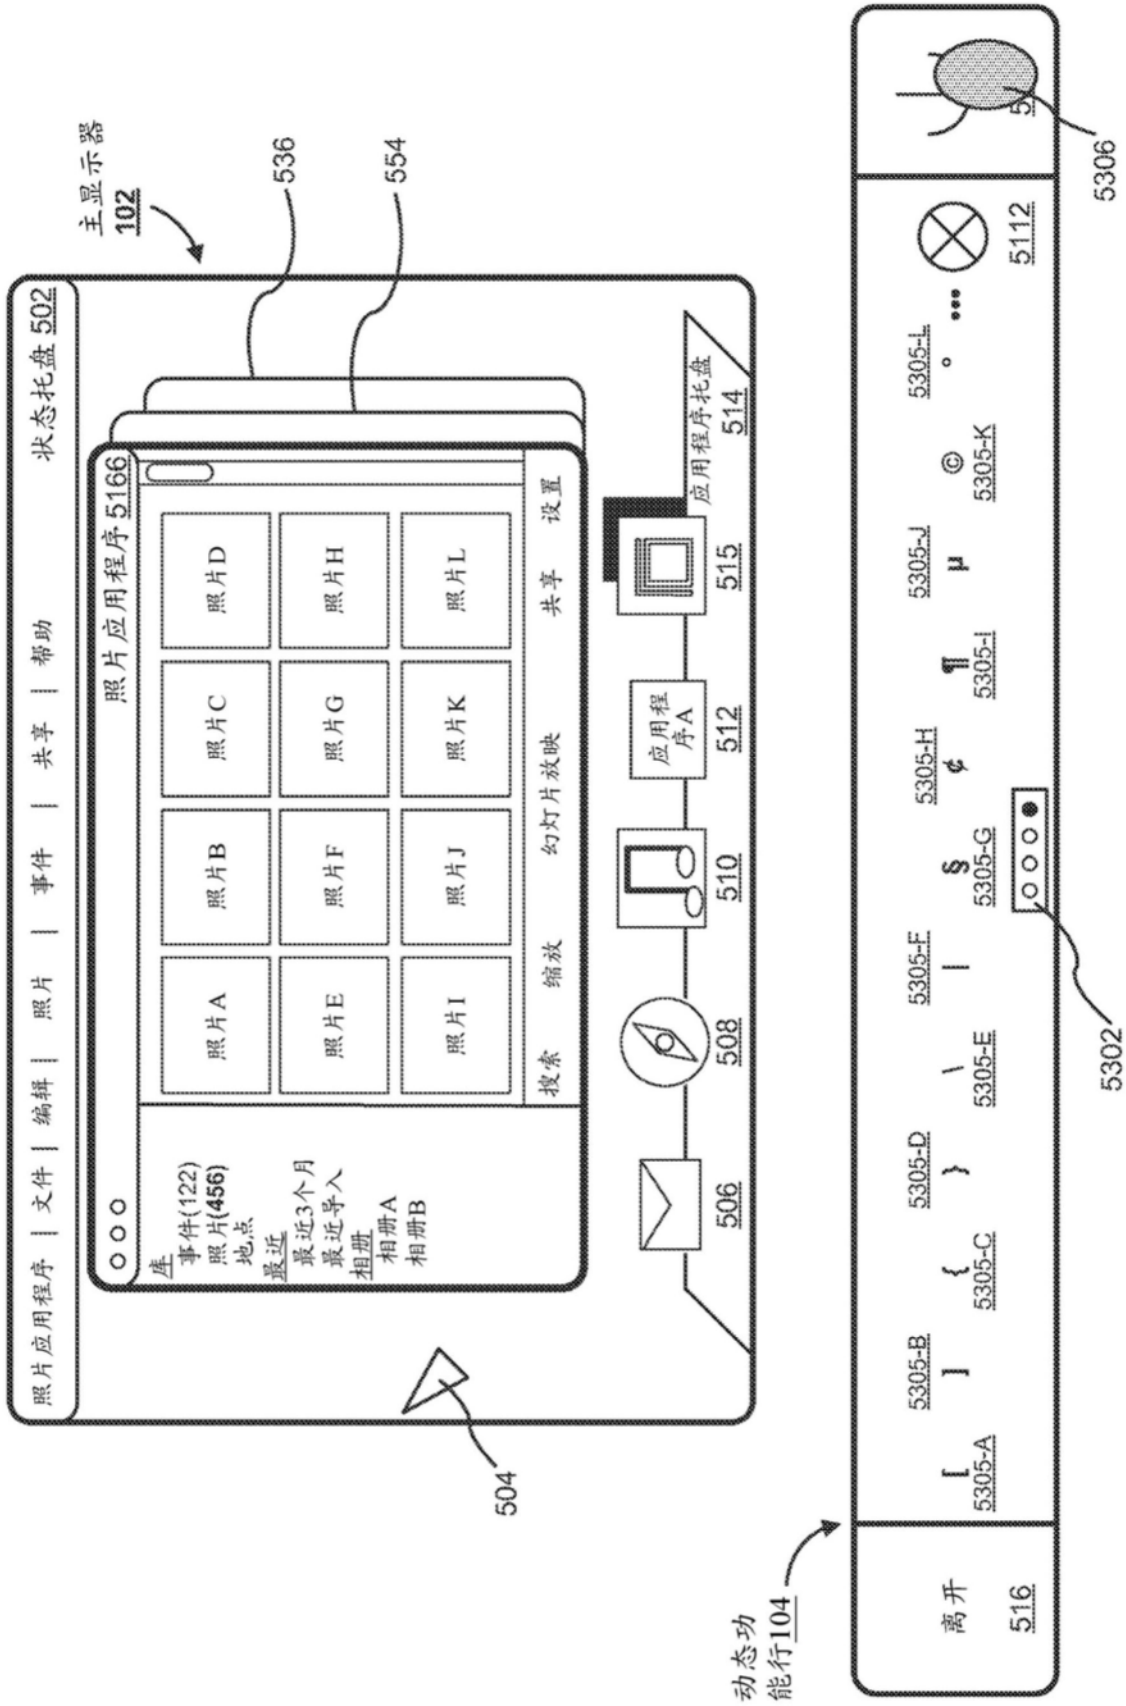 主显示器
102
照片应用程序 | 文件 | 编辑 | 照片 | 事件 | 共享 | 帮助 状态托盘 502
照片应用程序 5166
536
554
库
事件(122)
照片(456)
地点
最近
最近3个月
最近导入
相册
相册A
相册B
照片A 照片B 照片C 照片D
照片E 照片F 照片G 照片H
照片I 照片J 照片K 照片L
搜索 缩放 幻灯片放映 共享 设置
504
应用程
序A
应用程序托盘
506 508 510 512 515 514
动态功
能行104
离开
516
5305-B 5305-D 5305-F 5305-H 5305-J 5305-L
[ ] { } \ | § ¢ ¶ µ © ° •••
5305-A 5305-C 5305-E 5305-G 5305-I 5305-K
5112
5302
5306